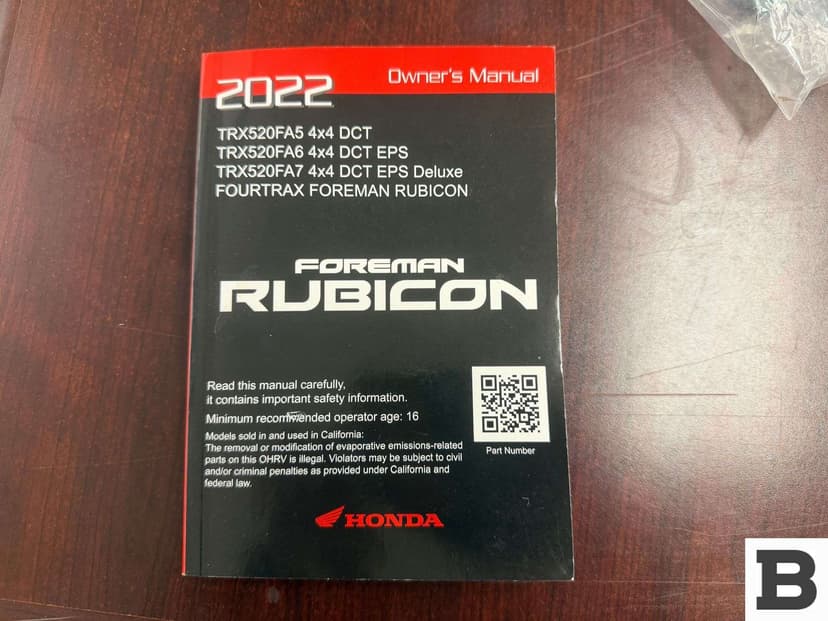 2022 Owner's Manual
TRX520FA5 4x4 DCT
TRX520FA6 4x4 DCT EPS
TRX520FA7 4x4 DCT EPS Deluxe
FOURTRAX FOREMAN RUBICON
FOREMAN
RUBICON
Read this manual carefully,
it contains important safety information.
Minimum recommended operator age: 16
Models sold in and used in California:
The removal or modification of evaporative emissions-related
parts on this OHRV is illegal. Violators may be subject to civil
and/or criminal penalties as provided under California and
federal law.
Part Number
HONDA
B